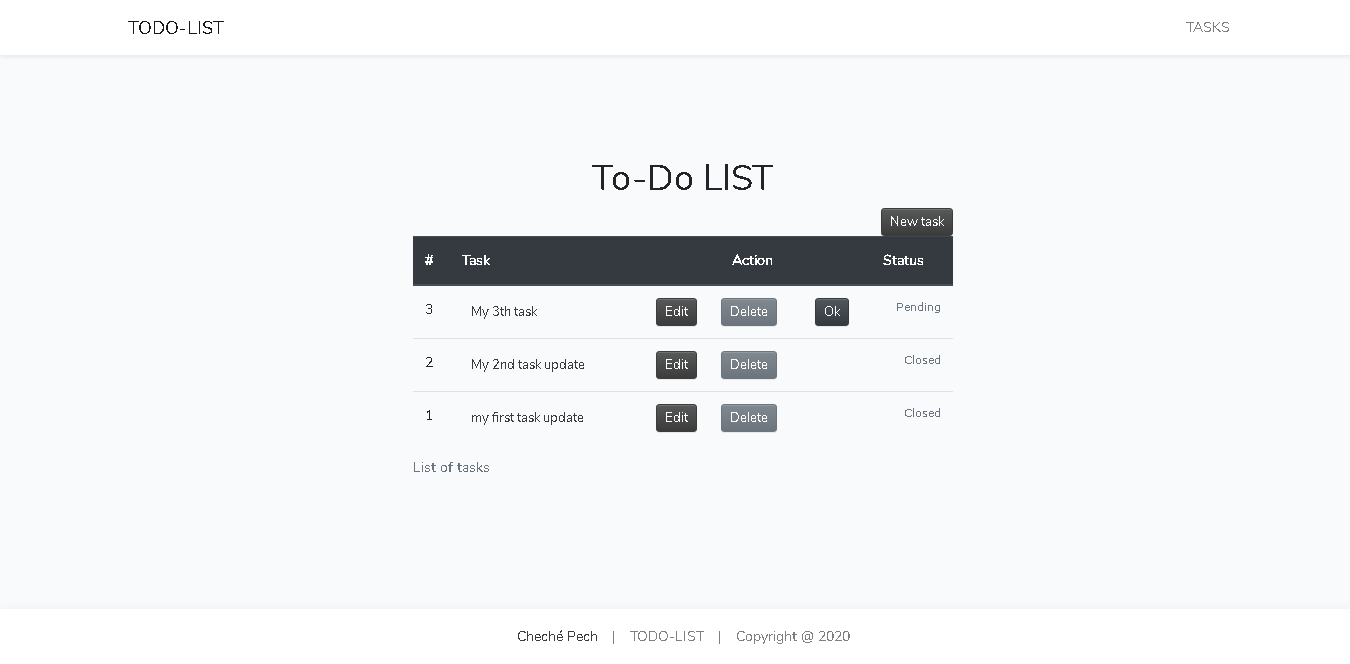 TODO-LIST TASKS
To-Do LIST
New task
# Task Action Status
3 My 3th task Edit Delete Ok Pending
2 My 2nd task update Edit Delete Closed
1 my first task update Edit Delete Closed
List of tasks
Cheché Pech | TODO-LIST | Copyright @ 2020